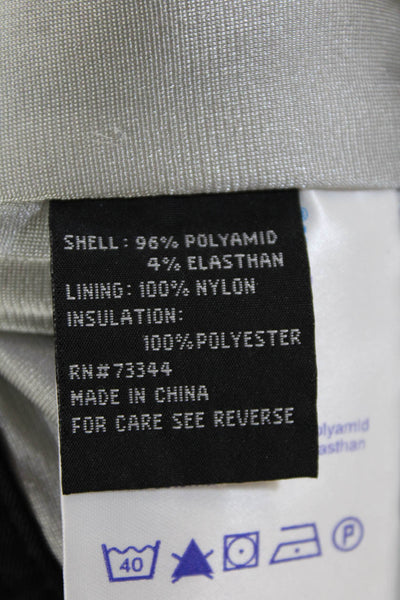 SHELL: 96% POLYAMID
4% ELASTHAN
LINING: 100% NYLON
INSULATION:
100% POLYESTER
RN#73344
MADE IN CHINA
FOR CARE SEE REVERSE
olyamid
asthan
40
P